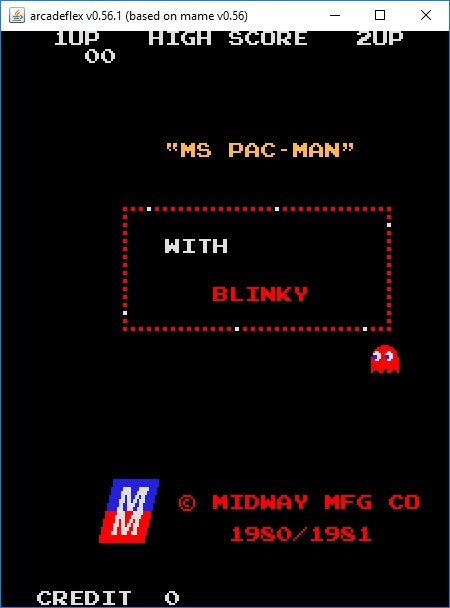 arcadeflex v0.56.1 (based on mame v0.56)
1UP HIGH SCORE 2UP
00
"MS PAC-MAN"
WITH
BLINKY
M
M
© MIDWAY MFG CO
1980/1981
CREDIT 0